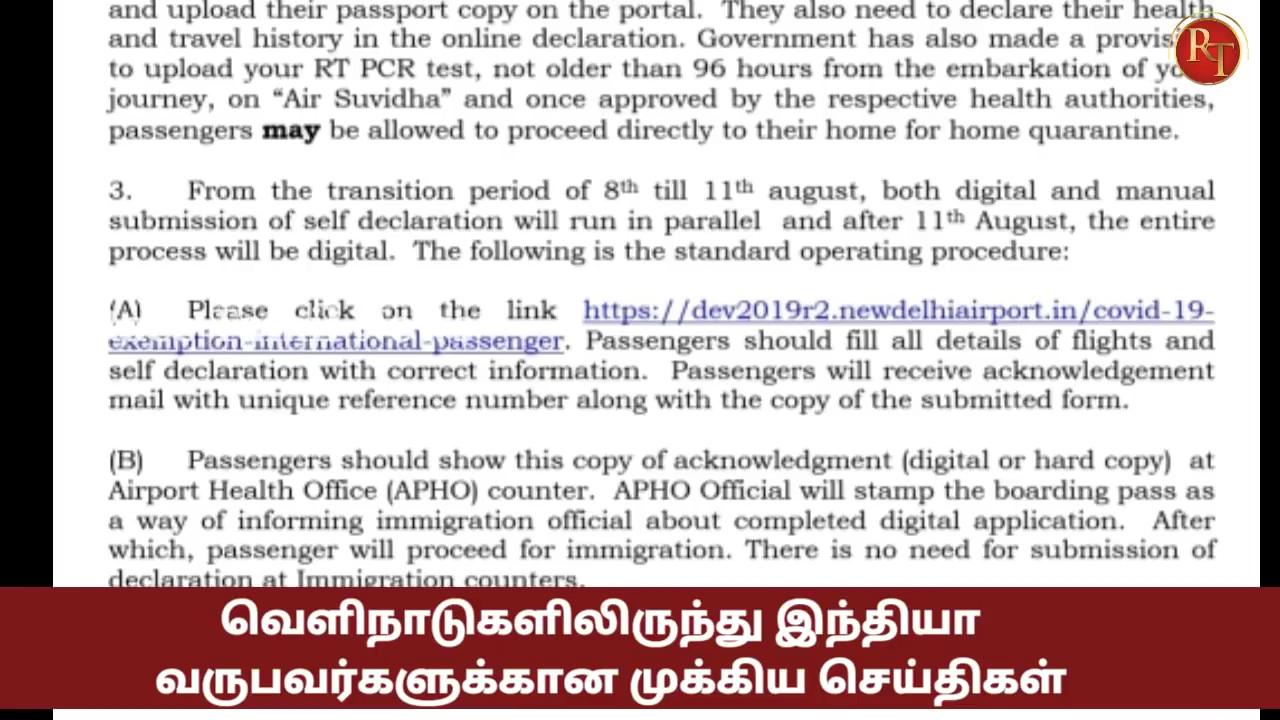 and upload their passport copy on the portal. They also need to declare their health
and travel history in the online declaration. Government has also made a
to upload your RT PCR test, not older than 96 hours from the embarkation of
journey, on “Air Suvidha” and once approved by the respective health authorities,
passengers may be allowed to proceed directly to their home for home quarantine.
3. From the transition period of 8th till 11th august, both digital and manual
submission of self declaration will run in parallel and after 11th August, the entire
process will be digital. The following is the standard operating procedure:
(A) Please click on the link https://dev2019r2.newdelhiairport.in/covid-19-
exemption-international-passenger. Passengers should fill all details of flights and
self declaration with correct information. Passengers will receive acknowledgement
mail with unique reference number along with the copy of the submitted form.
(B) Passengers should show this copy of acknowledgment (digital or hard copy) at
Airport Health Office (APHO) counter. APHO Official will stamp the boarding pass as
a way of informing immigration official about completed digital application. After
which, passenger will proceed for immigration. There is no need for submission of
declaration at Immigration counters.
வெளிநாடுகளிலிருந்து இந்தியா
வருபவர்களுக்கான முக்கிய செய்திகள்
RT